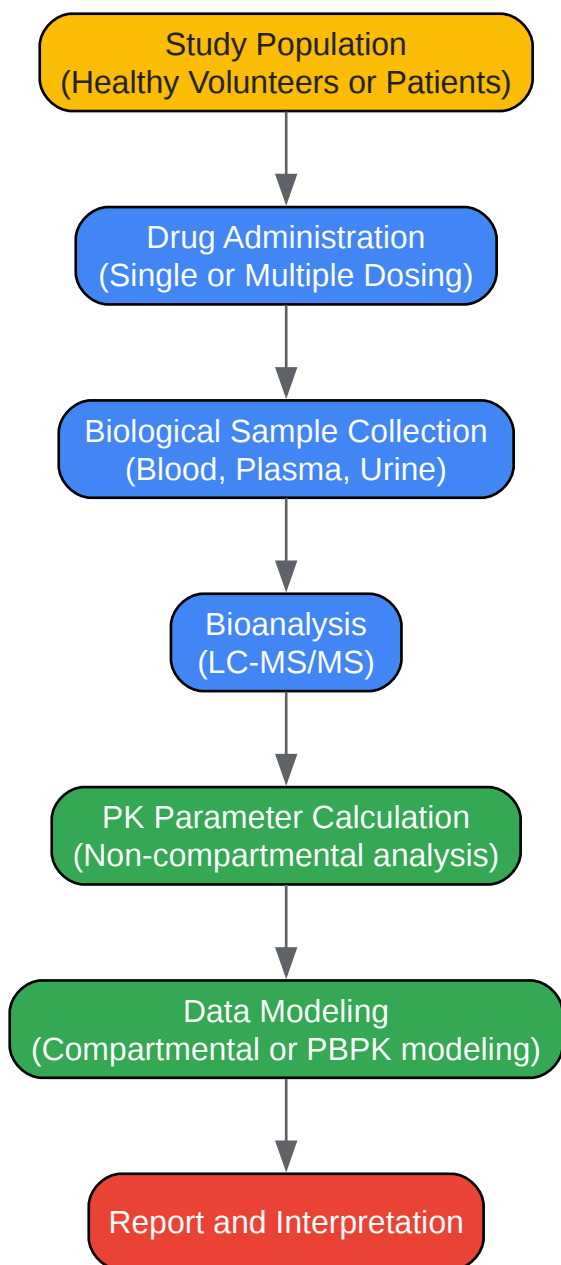 Study Population
(Healthy Volunteers or Patients)
Drug Administration
(Single or Multiple Dosing)
Biological Sample Collection
(Blood, Plasma, Urine)
Bioanalysis
(LC-MS/MS)
PK Parameter Calculation
(Non-compartmental analysis)
Data Modeling
(Compartmental or PBPK modeling)
Report and Interpretation